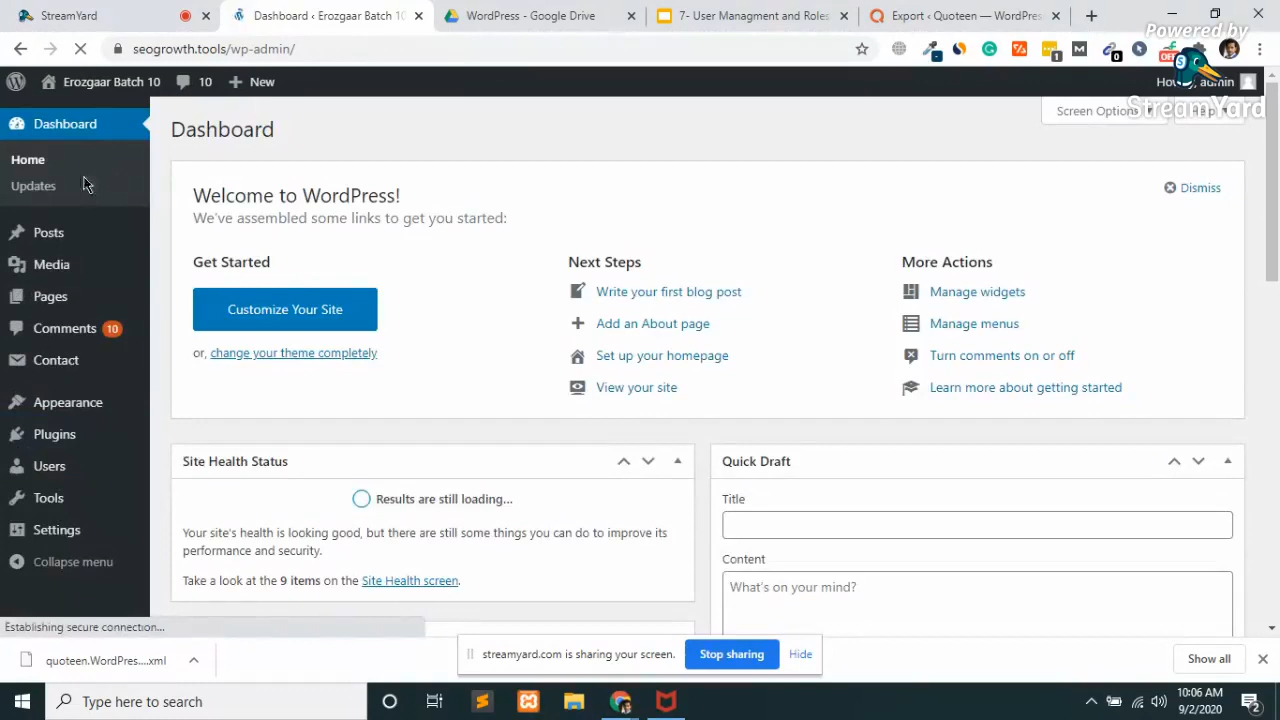 StreamYard
Dashboard ‹ Erozgaar Batch 10
WordPress - Google Drive
7- User Managment and Roles
Export ‹ Quoteen — WordPres
seogrowth.tools/wp-admin/
Powered by
StreamYard
Erozgaar Batch 10
10
New
Howdy, admin
Screen Options
Help
Dashboard
Home
Updates
Posts
Media
Pages
Comments 10
Contact
Appearance
Plugins
Users
Tools
Settings
Collapse menu
Dashboard
Welcome to WordPress!
We've assembled some links to get you started:
Dismiss
Get Started
Customize Your Site
or, change your theme completely
Next Steps
Write your first blog post
Add an About page
Set up your homepage
View your site
More Actions
Manage widgets
Manage menus
Turn comments on or off
Learn more about getting started
Site Health Status
Results are still loading...
Your site's health is looking good, but there are still some things you can do to improve its
performance and security.
Take a look at the 9 items on the Site Health screen.
Quick Draft
Title
Content
What's on your mind?
Establishing secure connection...
quoteen.WordPres....xml
streamyard.com is sharing your screen.
Stop sharing
Hide
Show all
Type here to search
10:06 AM
9/2/2020